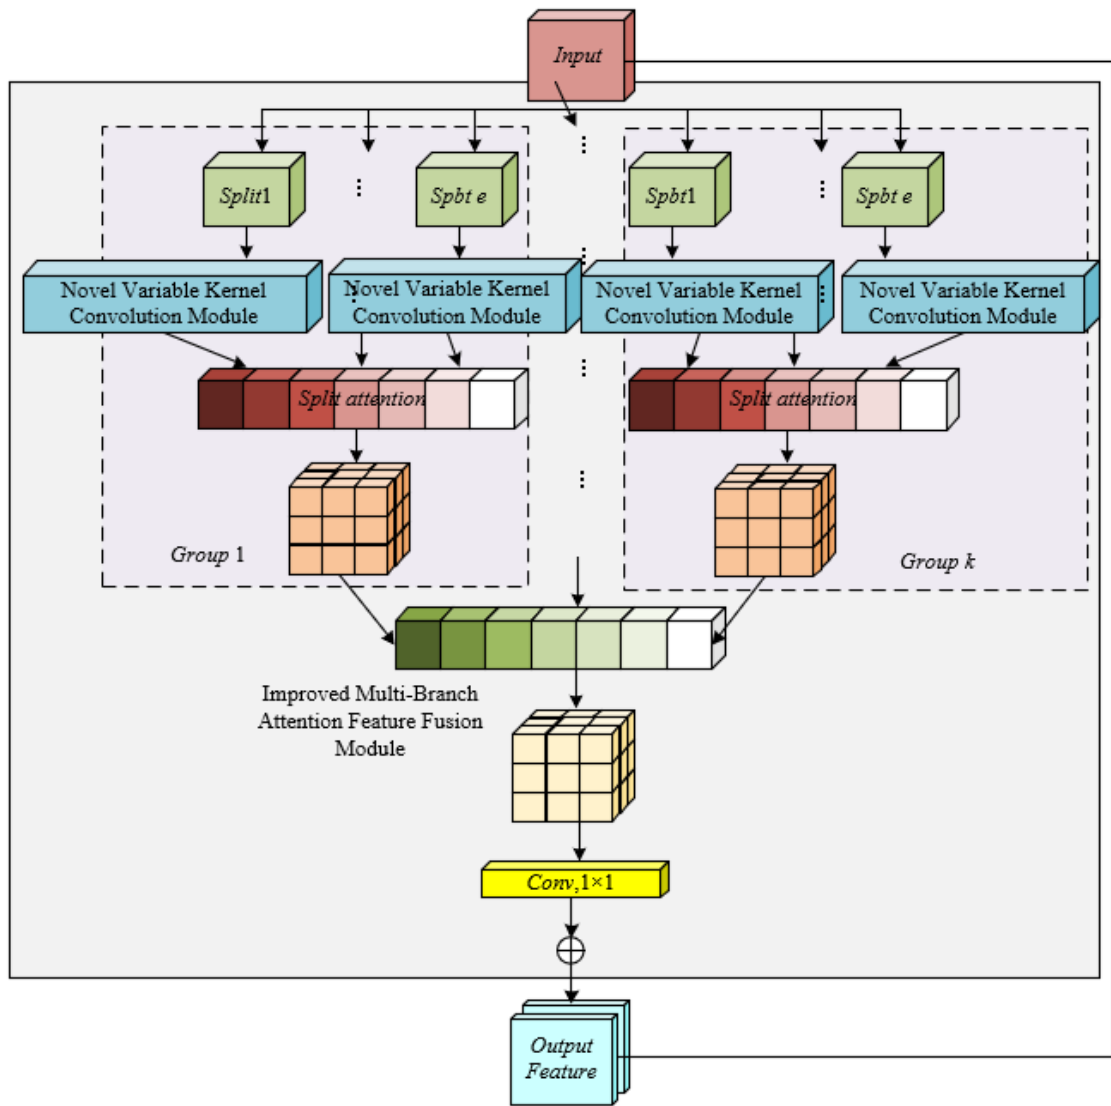 Input
Split1
Spbt e
Spbt1
Spbt e
Novel Variable Kernel
Convolution Module
Novel Variable Kernel
Convolution Module
Novel Variable Kernel
Convolution Module
Novel Variable Kernel
Convolution Module
Split attention
Split attention
Group 1
Group k
Improved Multi-Branch
Attention Feature Fusion
Module
Conv,1×1
Output
Feature